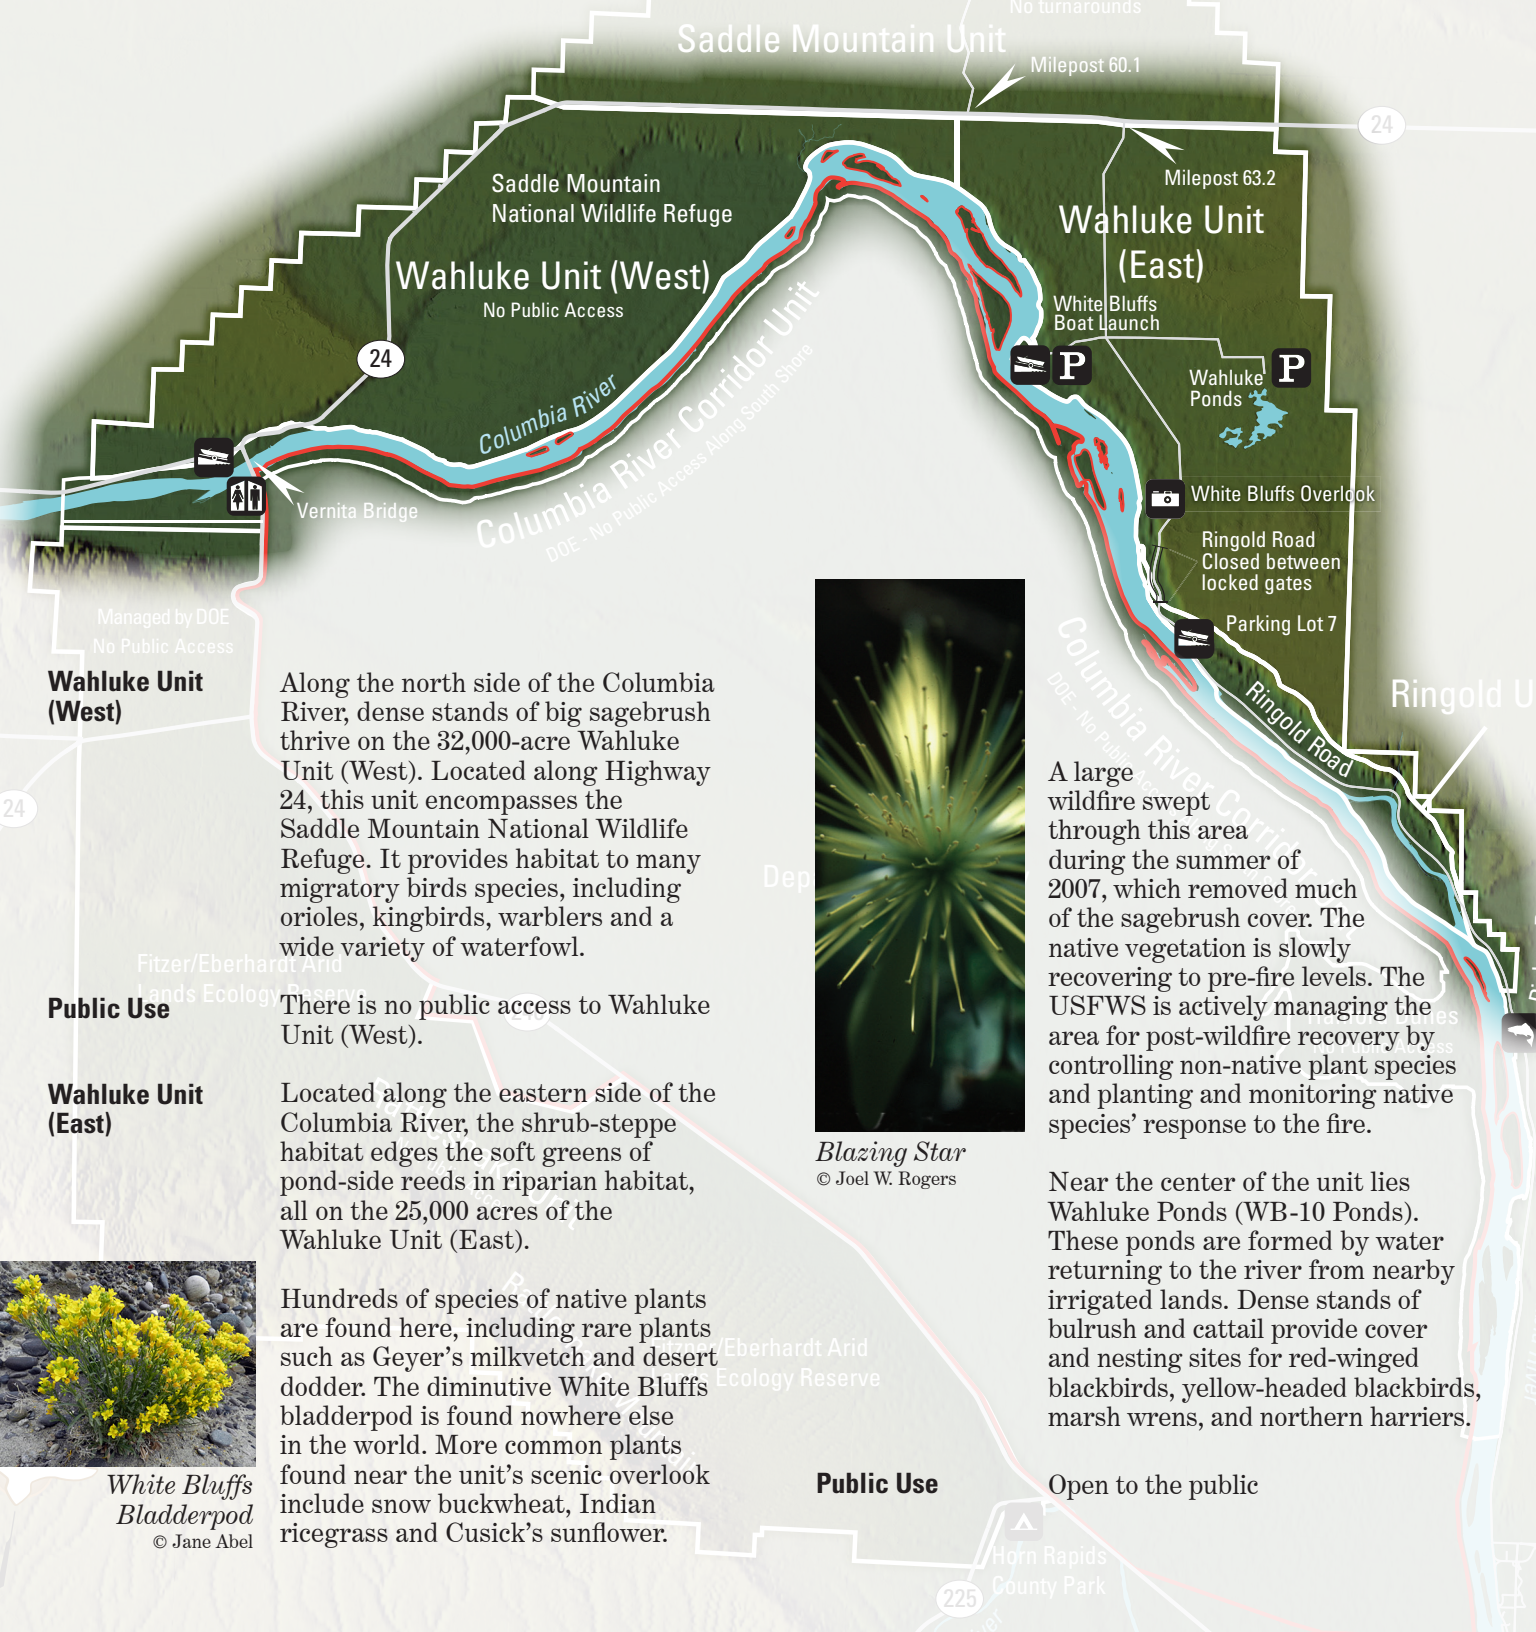 No turnarounds
Saddle Mountain Unit
Milepost 60.1
24
Saddle Mountain
National Wildlife Refuge
Milepost 63.2
Wahluke Unit
(East)
Wahluke Unit (West)
No Public Access
White Bluffs
Boat Launch
P
24
Wahluke
Ponds
P
Columbia River
Columbia River Corridor Unit
DOE - No Public Access Along South Shore
White Bluffs Overlook
Vernita Bridge
Ringold Road
Closed between
locked gates
Parking Lot 7
Managed by DOE
No Public Access
Columbia River Corridor Unit
Ringold Road
Ringold U
24
Dep
Wahluke Unit
(West)
Along the north side of the Columbia
River, dense stands of big sagebrush
thrive on the 32,000-acre Wahluke
Unit (West). Located along Highway
24, this unit encompasses the
Saddle Mountain National Wildlife
Refuge. It provides habitat to many
migratory birds species, including
orioles, kingbirds, warblers and a
wide variety of waterfowl.
Fitzer/Eberhardt Arid
Lands Ecology Reserve
Public Use
There is no public access to Wahluke
Unit (West).
Wahluke Unit
(East)
Located along the eastern side of the
Columbia River, the shrub-steppe
habitat edges the soft greens of
pond-side reeds in riparian habitat,
all on the 25,000 acres of the
Wahluke Unit (East).
Hundreds of species of native plants
are found here, including rare plants
such as Geyer’s milkvetch and desert
dodder. The diminutive White Bluffs
bladderpod is found nowhere else
in the world. More common plants
found near the unit’s scenic overlook
include snow buckwheat, Indian
ricegrass and Cusick’s sunflower.
White Bluffs
Bladderpod
© Jane Abel
Fitzner/Eberhardt Arid
Lands Ecology Reserve
Blazing Star
© Joel W. Rogers
A large
wildfire swept
through this area
during the summer of
2007, which removed much
of the sagebrush cover. The
native vegetation is slowly
recovering to pre-fire levels. The
USFWS is actively managing the
area for post-wildfire recovery by
controlling non-native plant species
and planting and monitoring native
species’ response to the fire.
Near the center of the unit lies
Wahluke Ponds (WB-10 Ponds).
These ponds are formed by water
returning to the river from nearby
irrigated lands. Dense stands of
bulrush and cattail provide cover
and nesting sites for red-winged
blackbirds, yellow-headed blackbirds,
marsh wrens, and northern harriers.
Public Use
Open to the public
Horn Rapids
County Park
225